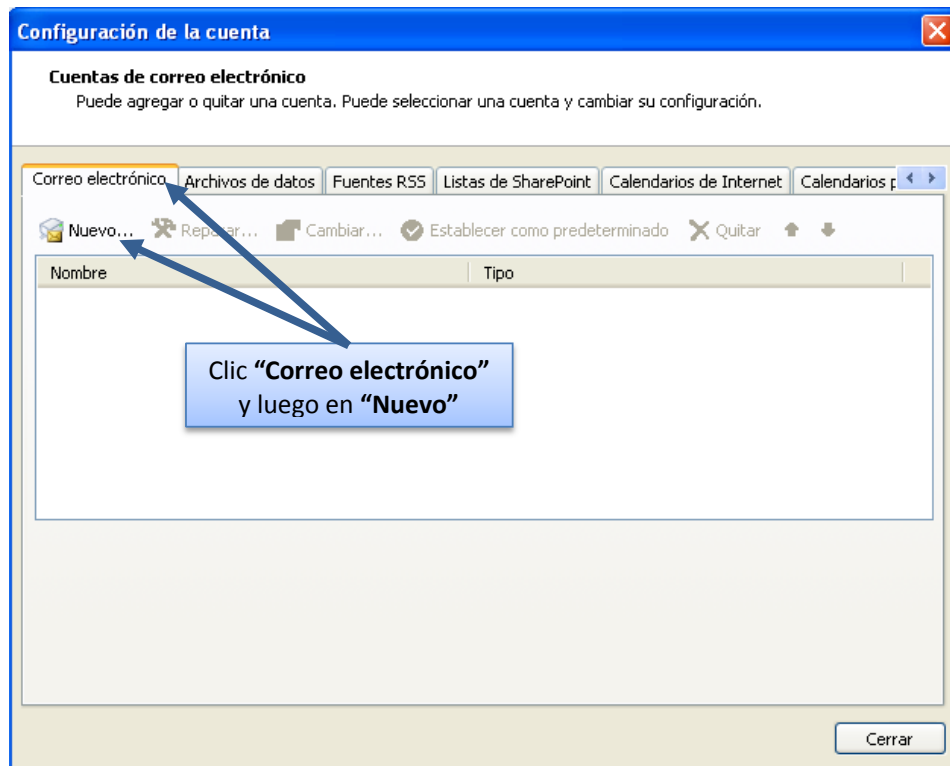 Configuración de la cuenta
Cuentas de correo electrónico
Puede agregar o quitar una cuenta. Puede seleccionar una cuenta y cambiar su configuración.
Correo electrónico Archivos de datos Fuentes RSS Listas de SharePoint Calendarios de Internet Calendarios p
Nuevo... Reparar... Cambiar... Establecer como predeterminado Quitar
Nombre Tipo
Clic “Correo electrónico”
y luego en “Nuevo”
Cerrar